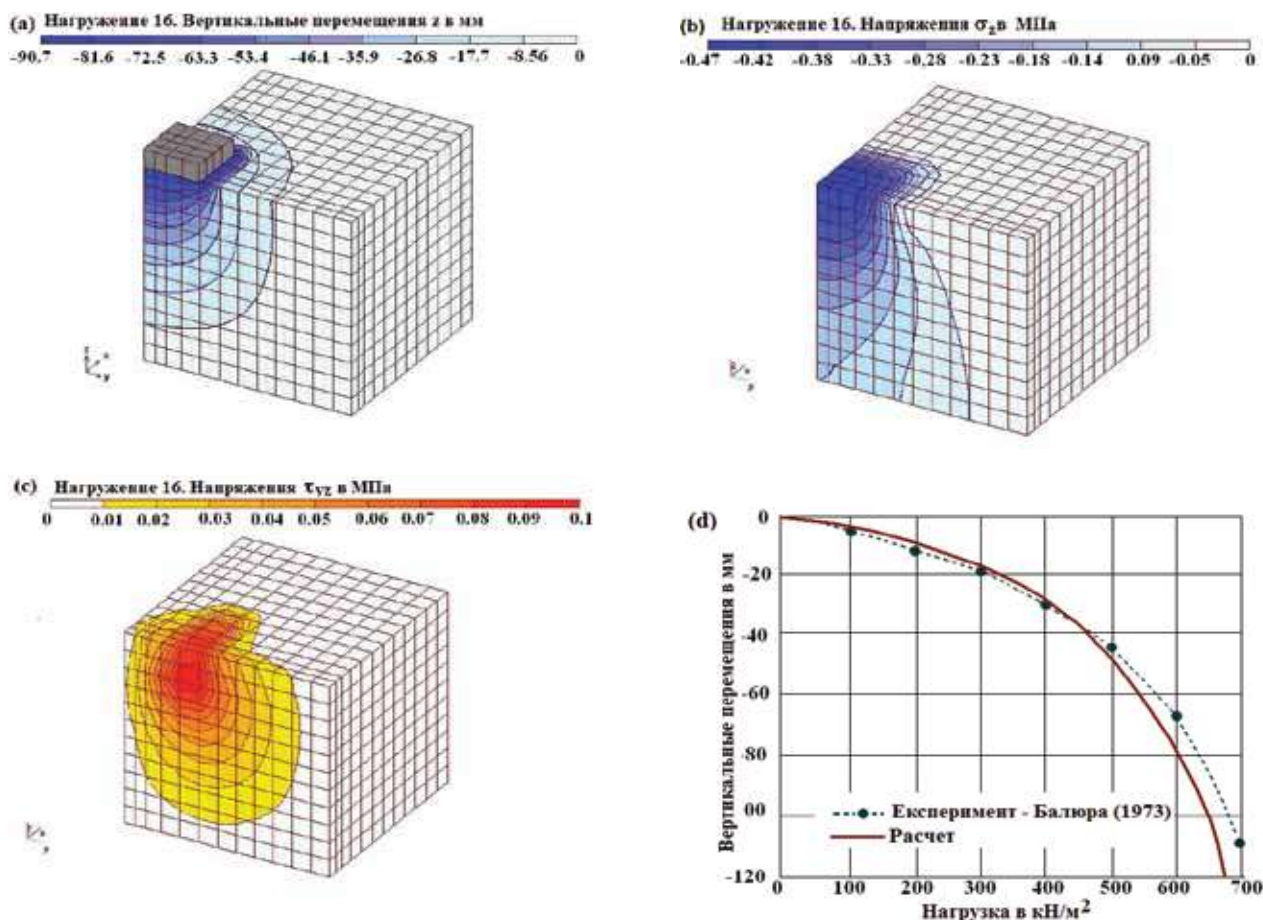 (a) Нагружение 16. Вертикальные перемещения z в мм
-90.7 -81.6 -72.5 -63.3 -53.4 -46.1 -35.9 -26.8 -17.7 -8.56 0
(b) Нагружение 16. Напряжения σz в МПа
-0.47 -0.42 -0.38 -0.33 -0,28 -0.23 -0.18 -0.14 0.09 -0.05 0
(c) Нагружение 16. Напряжения τyz в МПа
0 0.01 0.02 0.03 0.04 0.05 0.06 0.07 0.08 0.09 0.1
(d)
Вертикальные перемещения в мм
0
-20
-40
-60
-80
00
-120
Експеримент - Балюра (1973)
Расчет
0 100 200 300 400 500 600 700
Нагрузка в кН/м²